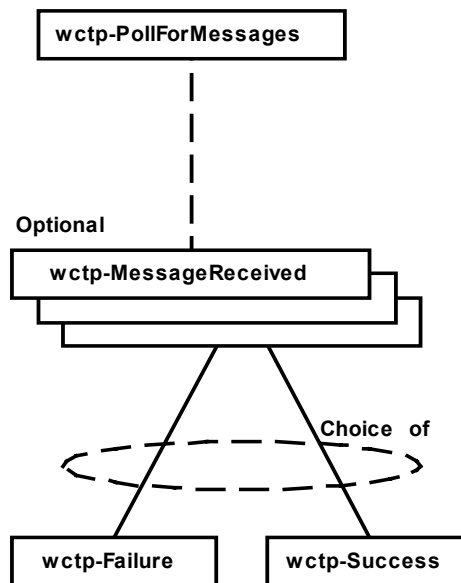 wctp-PollForMessages
Optional
wctp-MessageReceived
Choice of
wctp-Failure
wctp-Success